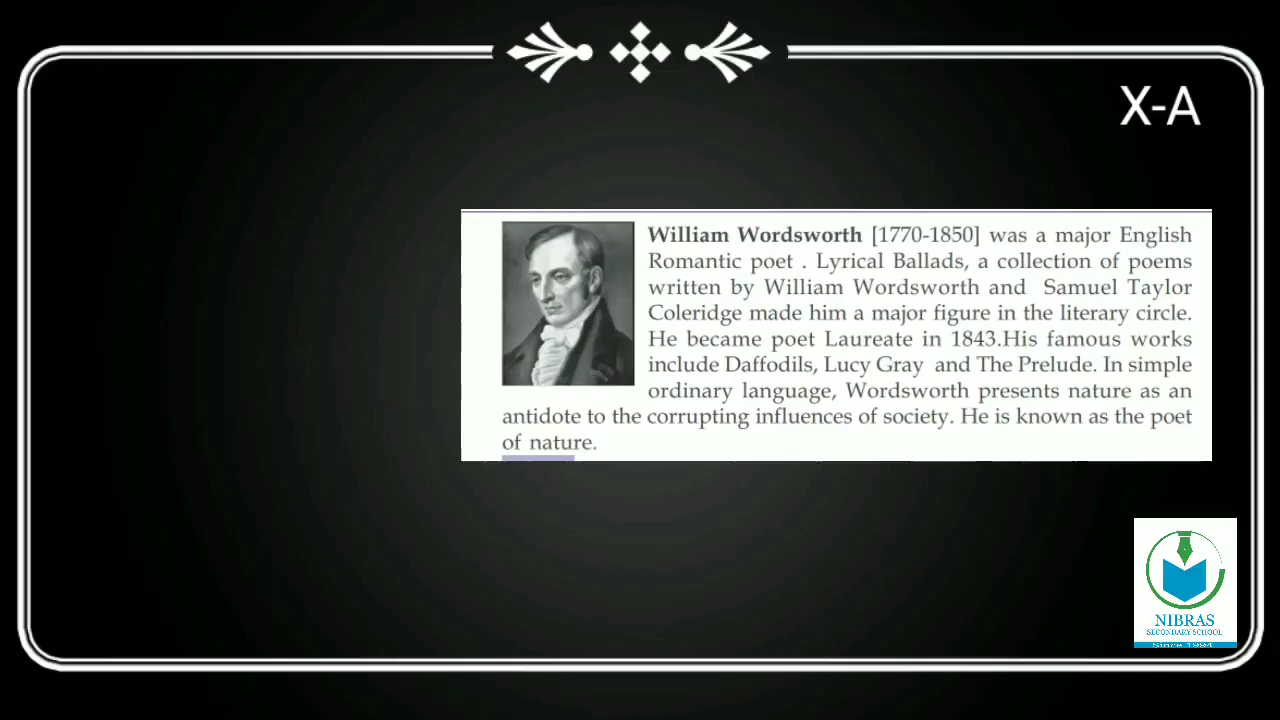 X-A
William Wordsworth [1770-1850] was a major English
Romantic poet . Lyrical Ballads, a collection of poems
written by William Wordsworth and Samuel Taylor
Coleridge made him a major figure in the literary circle.
He became poet Laureate in 1843.His famous works
include Daffodils, Lucy Gray and The Prelude. In simple
ordinary language, Wordsworth presents nature as an
antidote to the corrupting influences of society. He is known as the poet
of nature.
NIBRAS
SECONDARY SCHOOL
Since 1994